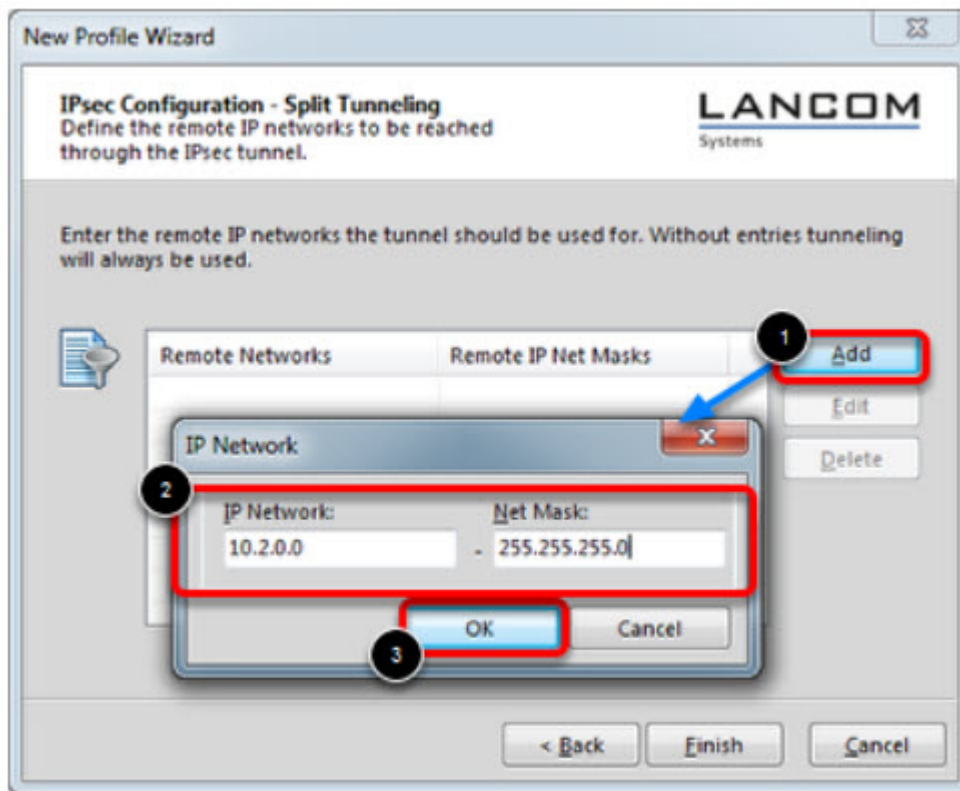 New Profile Wizard
IPsec Configuration - Split Tunneling
Define the remote IP networks to be reached
through the IPsec tunnel.
LANCOM
Systems
Enter the remote IP networks the tunnel should be used for. Without entries tunneling
will always be used.
Remote Networks
Remote IP Net Masks
1
Add
Edit
Delete
IP Network
2
IP Network:
Net Mask:
10.2.0.0 - 255.255.255.0
OK
Cancel
3
< Back
Finish
Cancel